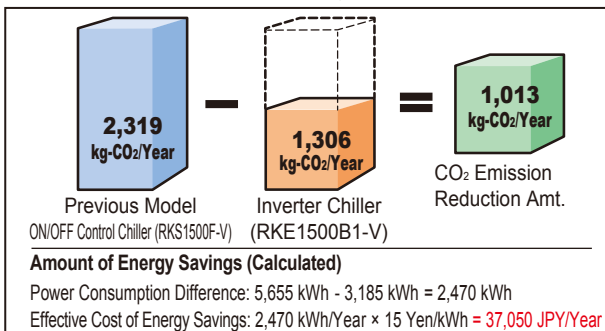 2,319
kg-CO₂/Year
−
1,306
kg-CO₂/Year
=
1,013
kg-CO₂/Year
Previous Model
ON/OFF Control Chiller (RKS1500F-V)
Inverter Chiller
(RKE1500B1-V)
CO₂ Emission
Reduction Amt.
Amount of Energy Savings (Calculated)
Power Consumption Difference: 5,655 kWh - 3,185 kWh = 2,470 kWh
Effective Cost of Energy Savings: 2,470 kWh/Year × 15 Yen/kWh = 37,050 JPY/Year